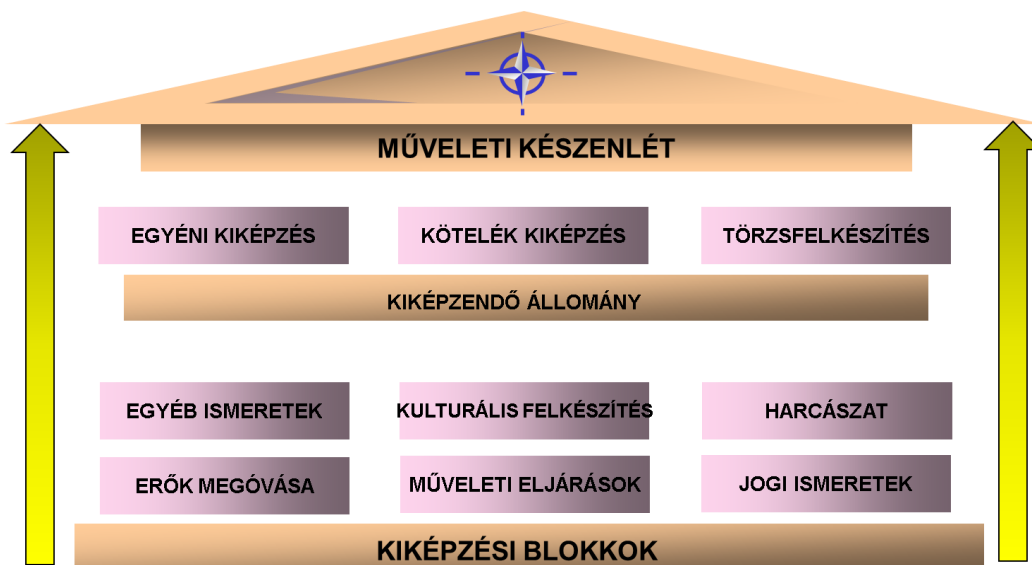 MŰVELETI KÉSZENLÉT
EGYÉNI KIKÉPZÉS
KÖTELÉK KIKÉPZÉS
TÖRZSFELKÉSZÍTÉS
KIKÉPZENDŐ ÁLLOMÁNY
EGYÉB ISMERETEK
KULTURÁLIS FELKÉSZÍTÉS
HARCÁSZAT
ERŐK MEGÓVÁSA
MŰVELETI ELJÁRÁSOK
JOGI ISMERETEK
KIKÉPZÉSI BLOKKOK